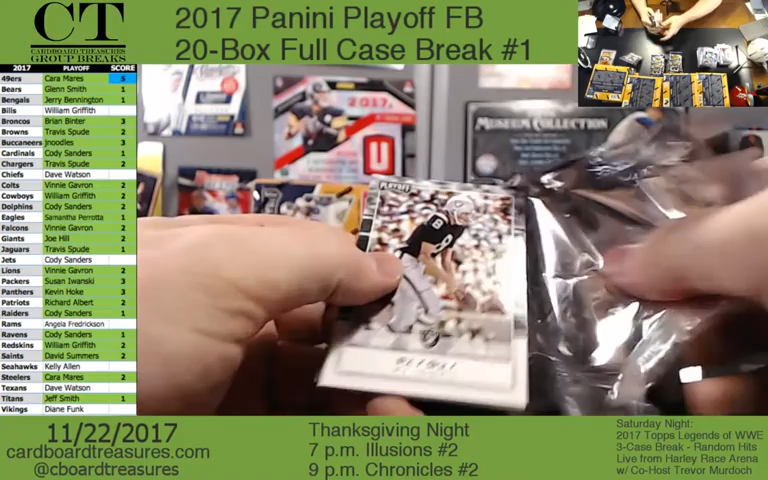 CT
CARDBOARD TREASURES
GROUP BREAKS
2017 Panini Playoff FB
20-Box Full Case Break #1
2017 PLAYOFF SCORE
49ers Cara Mares 5
Bears Glenn Smith 1
Bengals Jerry Bennington 1
Bills William Griffith
Broncos Brian Binter 3
Browns Travis Spude 2
Buccaneers Jnoodies 3
Cardinals Cody Sanders 1
Chargers Travis Spude 2
Chiefs Dave Watson
Colts Vinnie Gavron 2
Cowboys William Griffith 2
Dolphins Cody Sanders 2
Eagles Samantha Perrotta 1
Falcons Vinnie Gavron 2
Giants Joe Hill 2
Jaguars Travis Spude 1
Jets Cody Sanders
Lions Vinnie Gavron 2
Packers Susan Iwanski 3
Panthers Kevin Hoke 3
Patriots Richard Albert 2
Raiders Cody Sanders 1
Rams Angela Fredrickson
Ravens Cody Sanders 1
Redskins William Griffith 2
Saints David Summers 2
Seahawks Kelly Allen
Steelers Cara Mares 2
Texans Dave Watson
Titans Jeff Smith 1
Vikings Diane Funk
2017
U
MUSEUM COLLECTION
PLAYOFF
8
11/22/2017
cardboardtreasures.com
@cboardtreasures
Thanksgiving Night
7 p.m. Illusions #2
9 p.m. Chronicles #2
Saturday Night:
2017 Topps Legends of WWE
3-Case Break - Random Hits
Live from Harley Race Arena
w/ Co-Host Trevor Murdoch